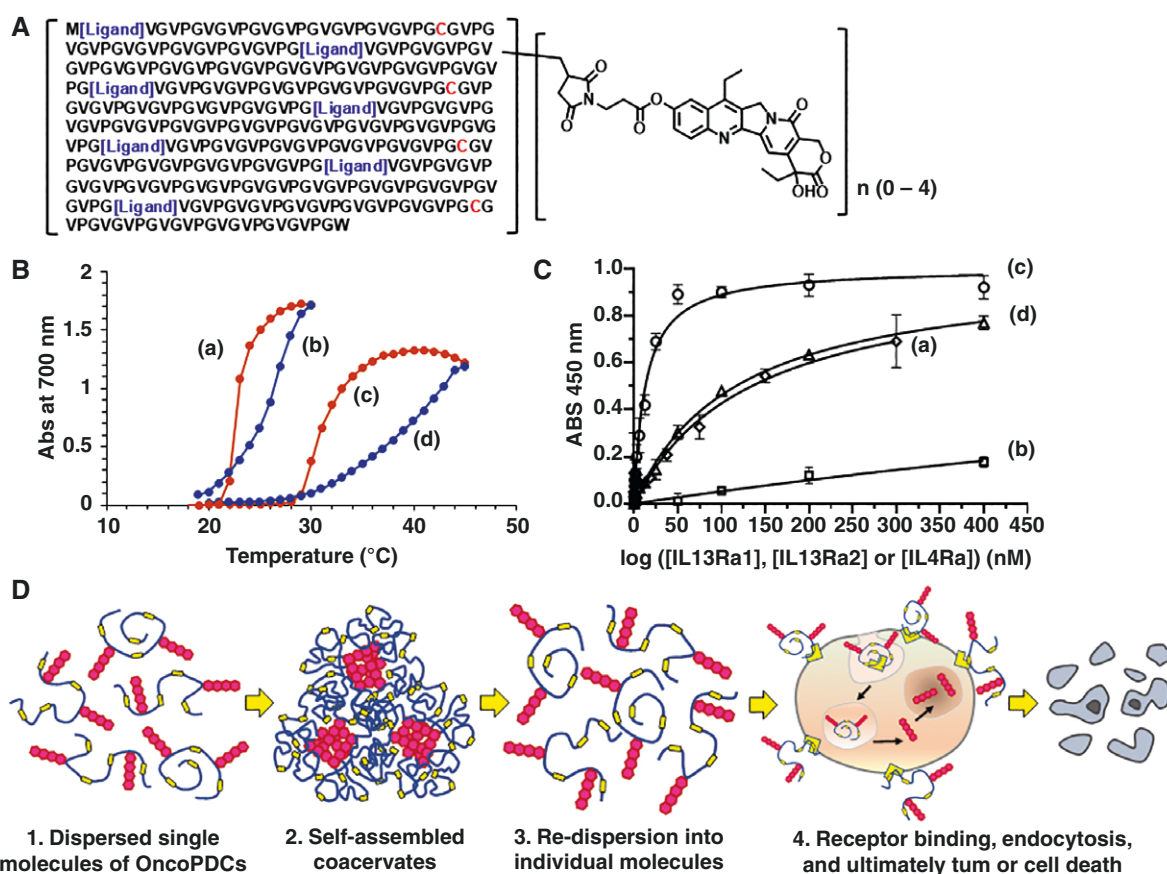 A
M[Ligand]VGVPGVGVPGVGVPGVGVPGVGVPGCGVPG
VGVPGVGVPGVGVPGVGVPG[Ligand]VGVPGVGVPGV
GVPGVGVPGVGVPGVGVPGVGVPGVGVPGVGVPGVGV
PG[Ligand]VGVPGVGVPGVGVPGVGVPGVGVPGCGVP
GVGVPGVGVPGVGVPGVGVPG[Ligand]VGVPGVGVPG
VGVPGVGVPGVGVPGVGVPGVGVPGVGVPGVGVPGVG
VPG[Ligand]VGVPGVGVPGVGVPGVGVPGVGVPGCGV
PGVGVPGVGVPGVGVPGVGVPG[Ligand]VGVPGVGVP
GVGVPGVGVPGVGVPGVGVPGVGVPGVGVPGVGVPGV
GVPG[Ligand]VGVPGVGVPGVGVPGVGVPGVGVPGCG
VPGVGVPGVGVPGVGVPGVGVPGW
O
N
O
O
O
N
N
O
O
O
OH
n (0 – 4)
B
Abs at 700 nm
2
1.5
1
0.5
0
10
20
30
40
50
(a)
(b)
(c)
(d)
Temperature (°C)
C
ABS 450 nm
1.0
0.8
0.6
0.4
0.2
0.0
0
50
100
150
200
250
300
350
400
450
(c)
(d)
(a)
(b)
log ([IL13Ra1], [IL13Ra2] or [IL4Ra]) (nM)
D
1. Dispersed single
molecules of OncoPDCs
2. Self-assembled
coacervates
3. Re-dispersion into
individual molecules
4. Receptor binding, endocytosis,
and ultimately tum or cell death